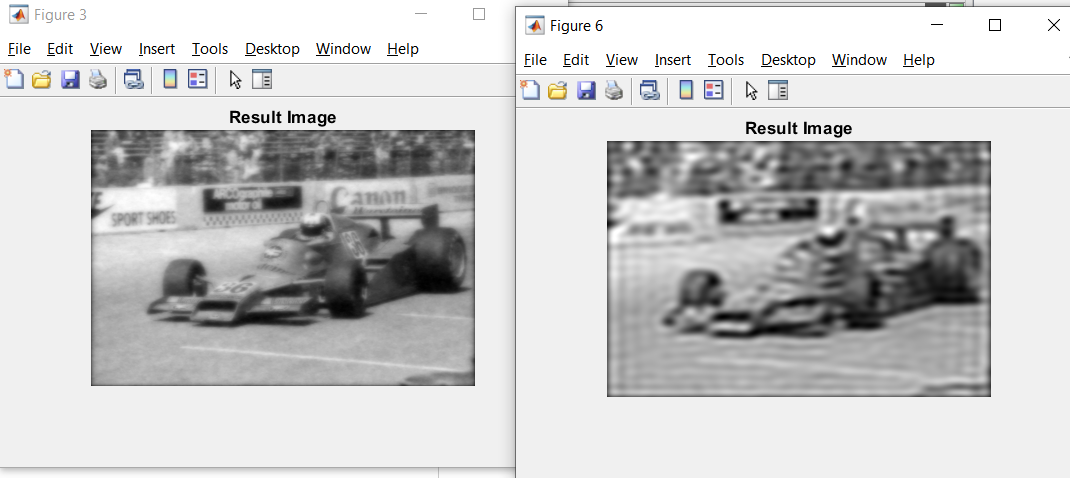 Figure 3
File Edit View Insert Tools Desktop Window Help
Result Image
SPORT SHOES
Canon
Figure 6
File Edit View Insert Tools Desktop Window Help
Result Image